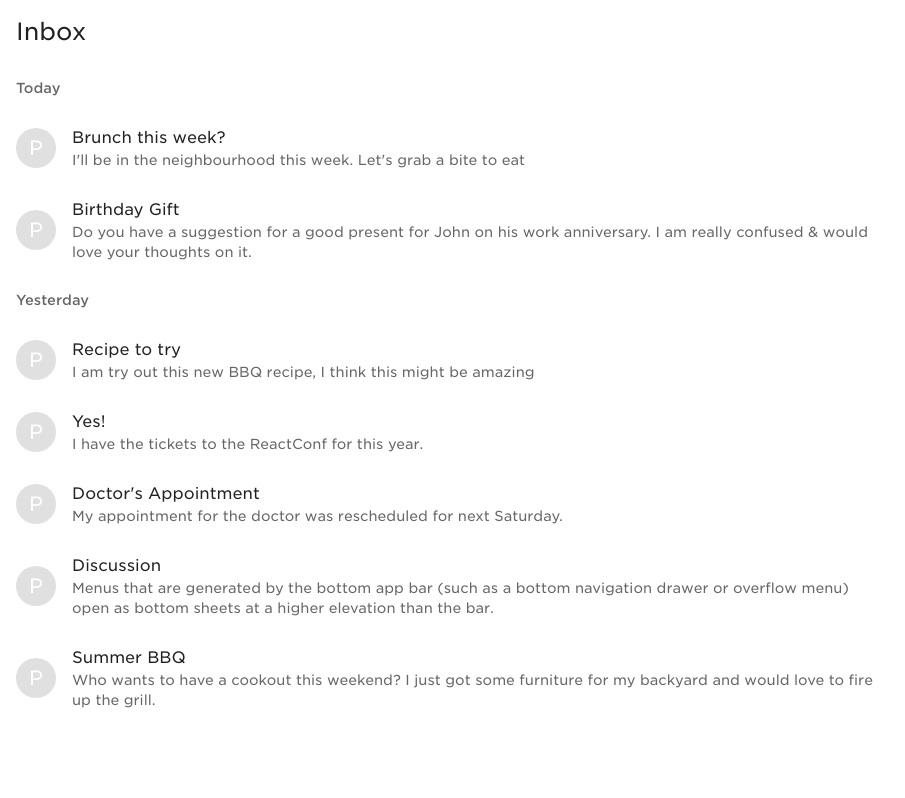 Inbox
Today
P
Brunch this week?
I'll be in the neighbourhood this week. Let's grab a bite to eat
P
Birthday Gift
Do you have a suggestion for a good present for John on his work anniversary. I am really confused & would
love your thoughts on it.
Yesterday
P
Recipe to try
I am try out this new BBQ recipe, I think this might be amazing
P
Yes!
I have the tickets to the ReactConf for this year.
P
Doctor's Appointment
My appointment for the doctor was rescheduled for next Saturday.
P
Discussion
Menus that are generated by the bottom app bar (such as a bottom navigation drawer or overflow menu)
open as bottom sheets at a higher elevation than the bar.
P
Summer BBQ
Who wants to have a cookout this weekend? I just got some furniture for my backyard and would love to fire
up the grill.